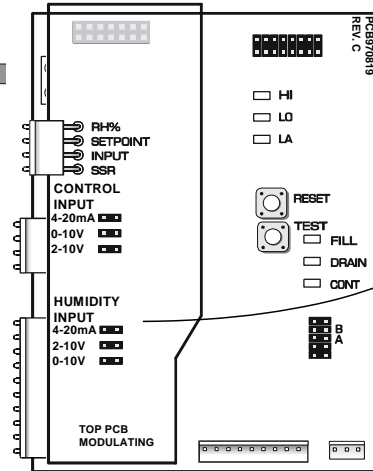 PCB970819
REV. C
HI
LO
LA
RH%
SETPOINT
INPUT
SSR
CONTROL
INPUT
4-20mA
0-10V
2-10V
RESET
TEST
FILL
DRAIN
CONT
HUMIDITY
INPUT
4-20mA
2-10V
0-10V
B
A
TOP PCB
MODULATING